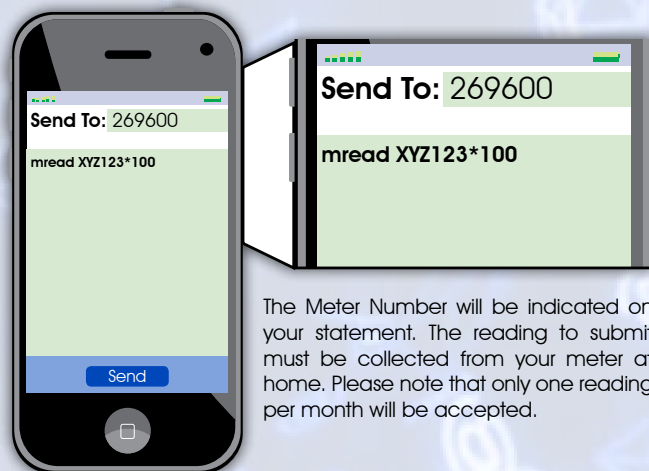 Send To: 269600
mread XYZ123*100
Send
Send To: 269600
mread XYZ123*100
The Meter Number will be indicated on
your statement. The reading to submit
must be collected from your meter at
home. Please note that only one reading
per month will be accepted.